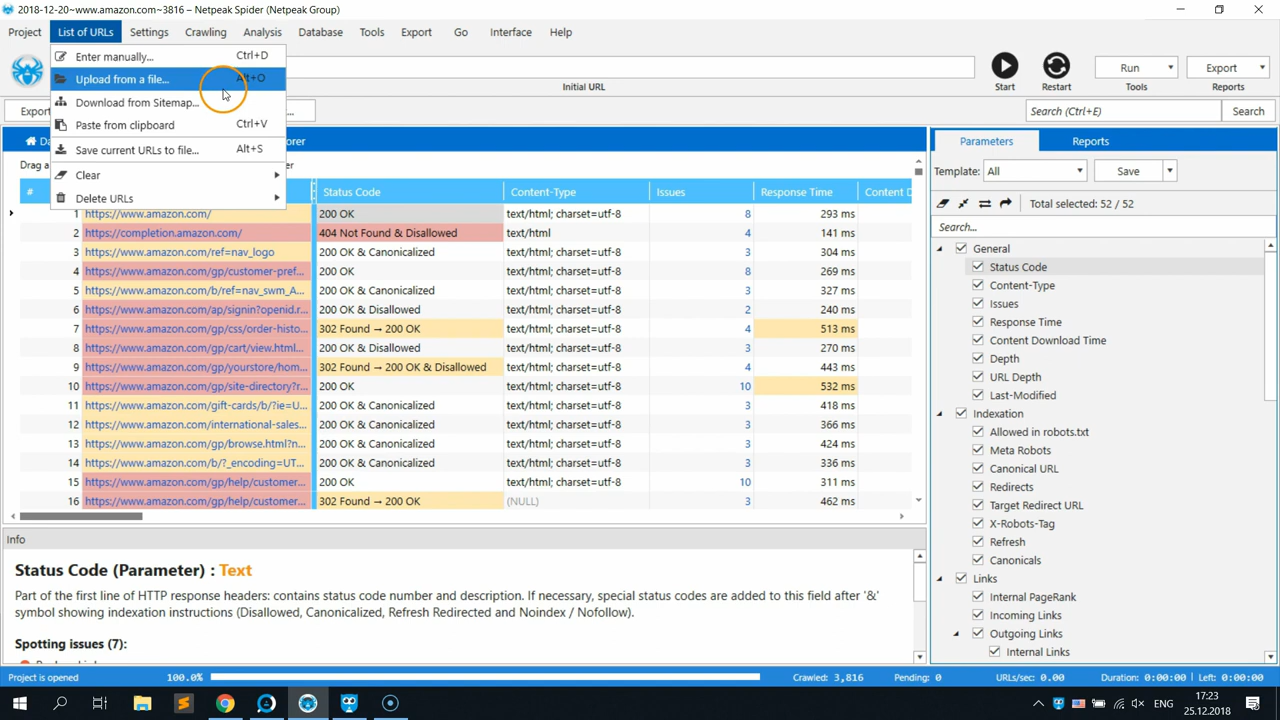 2018-12-20~www.amazon.com~3816 – Netpeak Spider (Netpeak Group)
Project List of URLs Settings Crawling Analysis Database Tools Export Go Interface Help
Enter manually... Ctrl+D
Upload from a file... Alt+O
Download from Sitemap...
Paste from clipboard Ctrl+V
Save current URLs to file... Alt+S
Clear
Delete URLs
Initial URL
Start
Restart
Run
Tools
Export
Reports
Export
...
Search (Ctrl+E) Search
Da
orer
Drag a
er
# Status Code Content-Type Issues Response Time Content D
1 https://www.amazon.com/ 200 OK text/html; charset=utf-8 8 293 ms
2 https://completion.amazon.com/ 404 Not Found & Disallowed text/html 4 141 ms
3 https://www.amazon.com/ref=nav_logo 200 OK & Canonicalized text/html; charset=utf-8 3 304 ms
4 https://www.amazon.com/gp/customer-pref... 200 OK text/html; charset=utf-8 8 269 ms
5 https://www.amazon.com/b/ref=nav_swm_A... 200 OK & Canonicalized text/html; charset=utf-8 3 327 ms
6 https://www.amazon.com/ap/signin?openid.r... 200 OK & Disallowed text/html; charset=utf-8 2 240 ms
7 https://www.amazon.com/gp/css/order-histo... 302 Found → 200 OK text/html; charset=utf-8 4 513 ms
8 https://www.amazon.com/gp/cart/view.html... 200 OK & Disallowed text/html; charset=utf-8 3 270 ms
9 https://www.amazon.com/gp/yourstore/hom... 302 Found → 200 OK & Disallowed text/html; charset=utf-8 4 443 ms
10 https://www.amazon.com/gp/site-directory?r... 200 OK text/html; charset=utf-8 10 532 ms
11 https://www.amazon.com/gift-cards/b/?ie=U... 200 OK & Canonicalized text/html; charset=utf-8 3 418 ms
12 https://www.amazon.com/international-sales... 200 OK & Canonicalized text/html; charset=utf-8 3 366 ms
13 https://www.amazon.com/gp/browse.html?n... 200 OK & Canonicalized text/html; charset=utf-8 3 424 ms
14 https://www.amazon.com/b/?_encoding=UT... 200 OK & Canonicalized text/html; charset=utf-8 3 336 ms
15 https://www.amazon.com/gp/help/customer... 200 OK text/html; charset=utf-8 10 311 ms
16 https://www.amazon.com/gp/help/customer... 302 Found → 200 OK (NULL) 3 462 ms
Info
Status Code (Parameter) : Text
Part of the first line of HTTP response headers: contains status code number and description. If necessary, special status codes are added to this field after '&'
symbol showing indexation instructions (Disallowed, Canonicalized, Refresh Redirected and Noindex / Nofollow).
Spotting issues (7):
Parameters Reports
Template: All Save
Total selected: 52 / 52
Search...
General
Status Code
Content-Type
Issues
Response Time
Content Download Time
Depth
URL Depth
Last-Modified
Indexation
Allowed in robots.txt
Meta Robots
Canonical URL
Redirects
Target Redirect URL
X-Robots-Tag
Refresh
Canonicals
Links
Internal PageRank
Incoming Links
Outgoing Links
Internal Links
Project is opened 100.0% Crawled: 3,816 Pending: 0 URLs/sec: 0.00 Duration: 0:00:00 Left: 0:00:00
ENG
17:23
25.12.2018